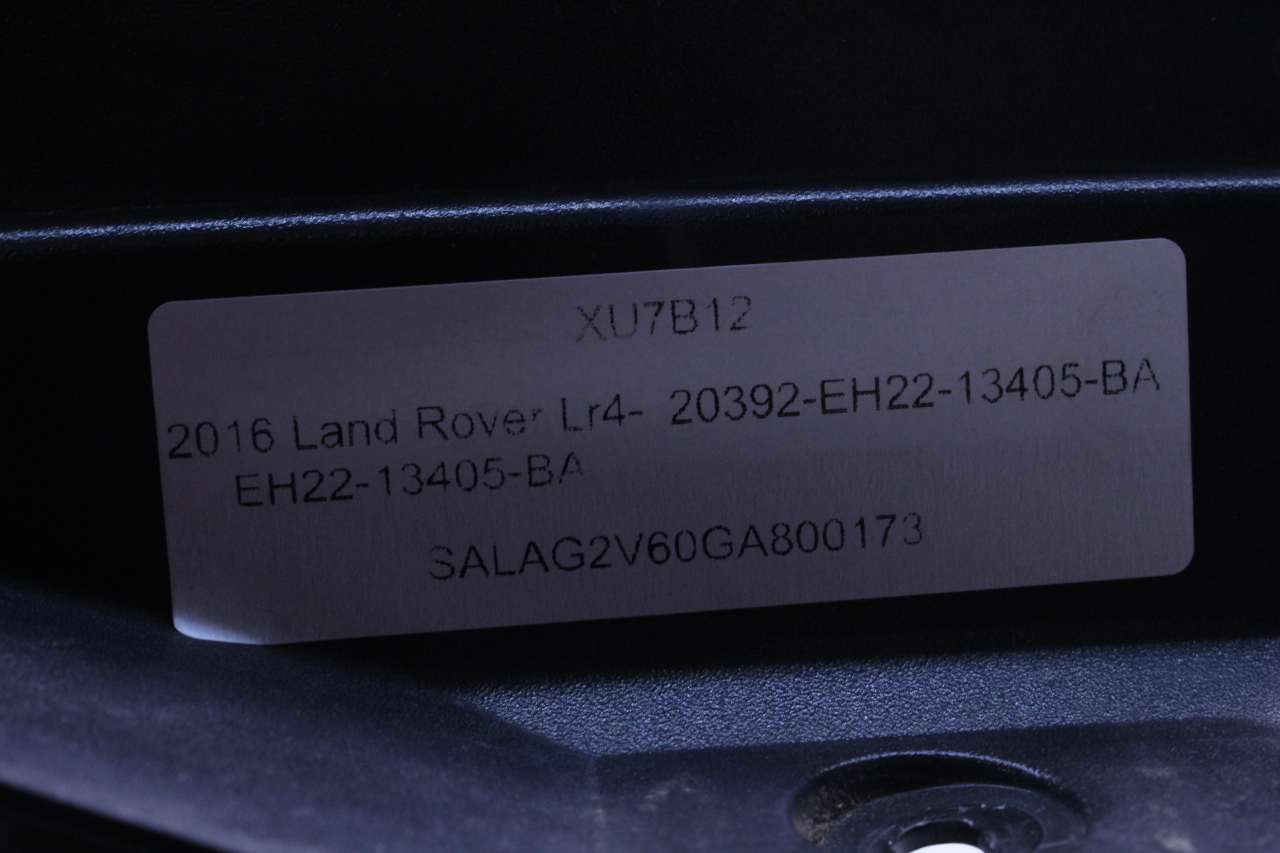 XU7B12
2016 Land Rover Lr4- 20392-EH22-13405-BA
EH22-13405-BA
SALAG2V60GA800173